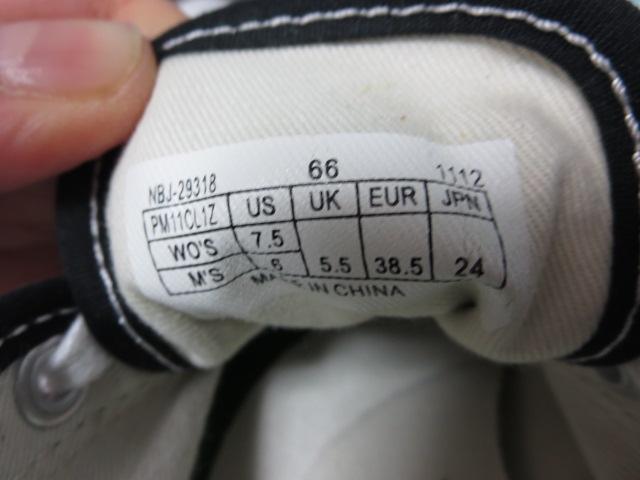 NBJ-29318 66 1112
PM11CL1Z US UK EUR JPN
WO'S 7.5
M'S 6 5.5 38.5 24
MADE IN CHINA